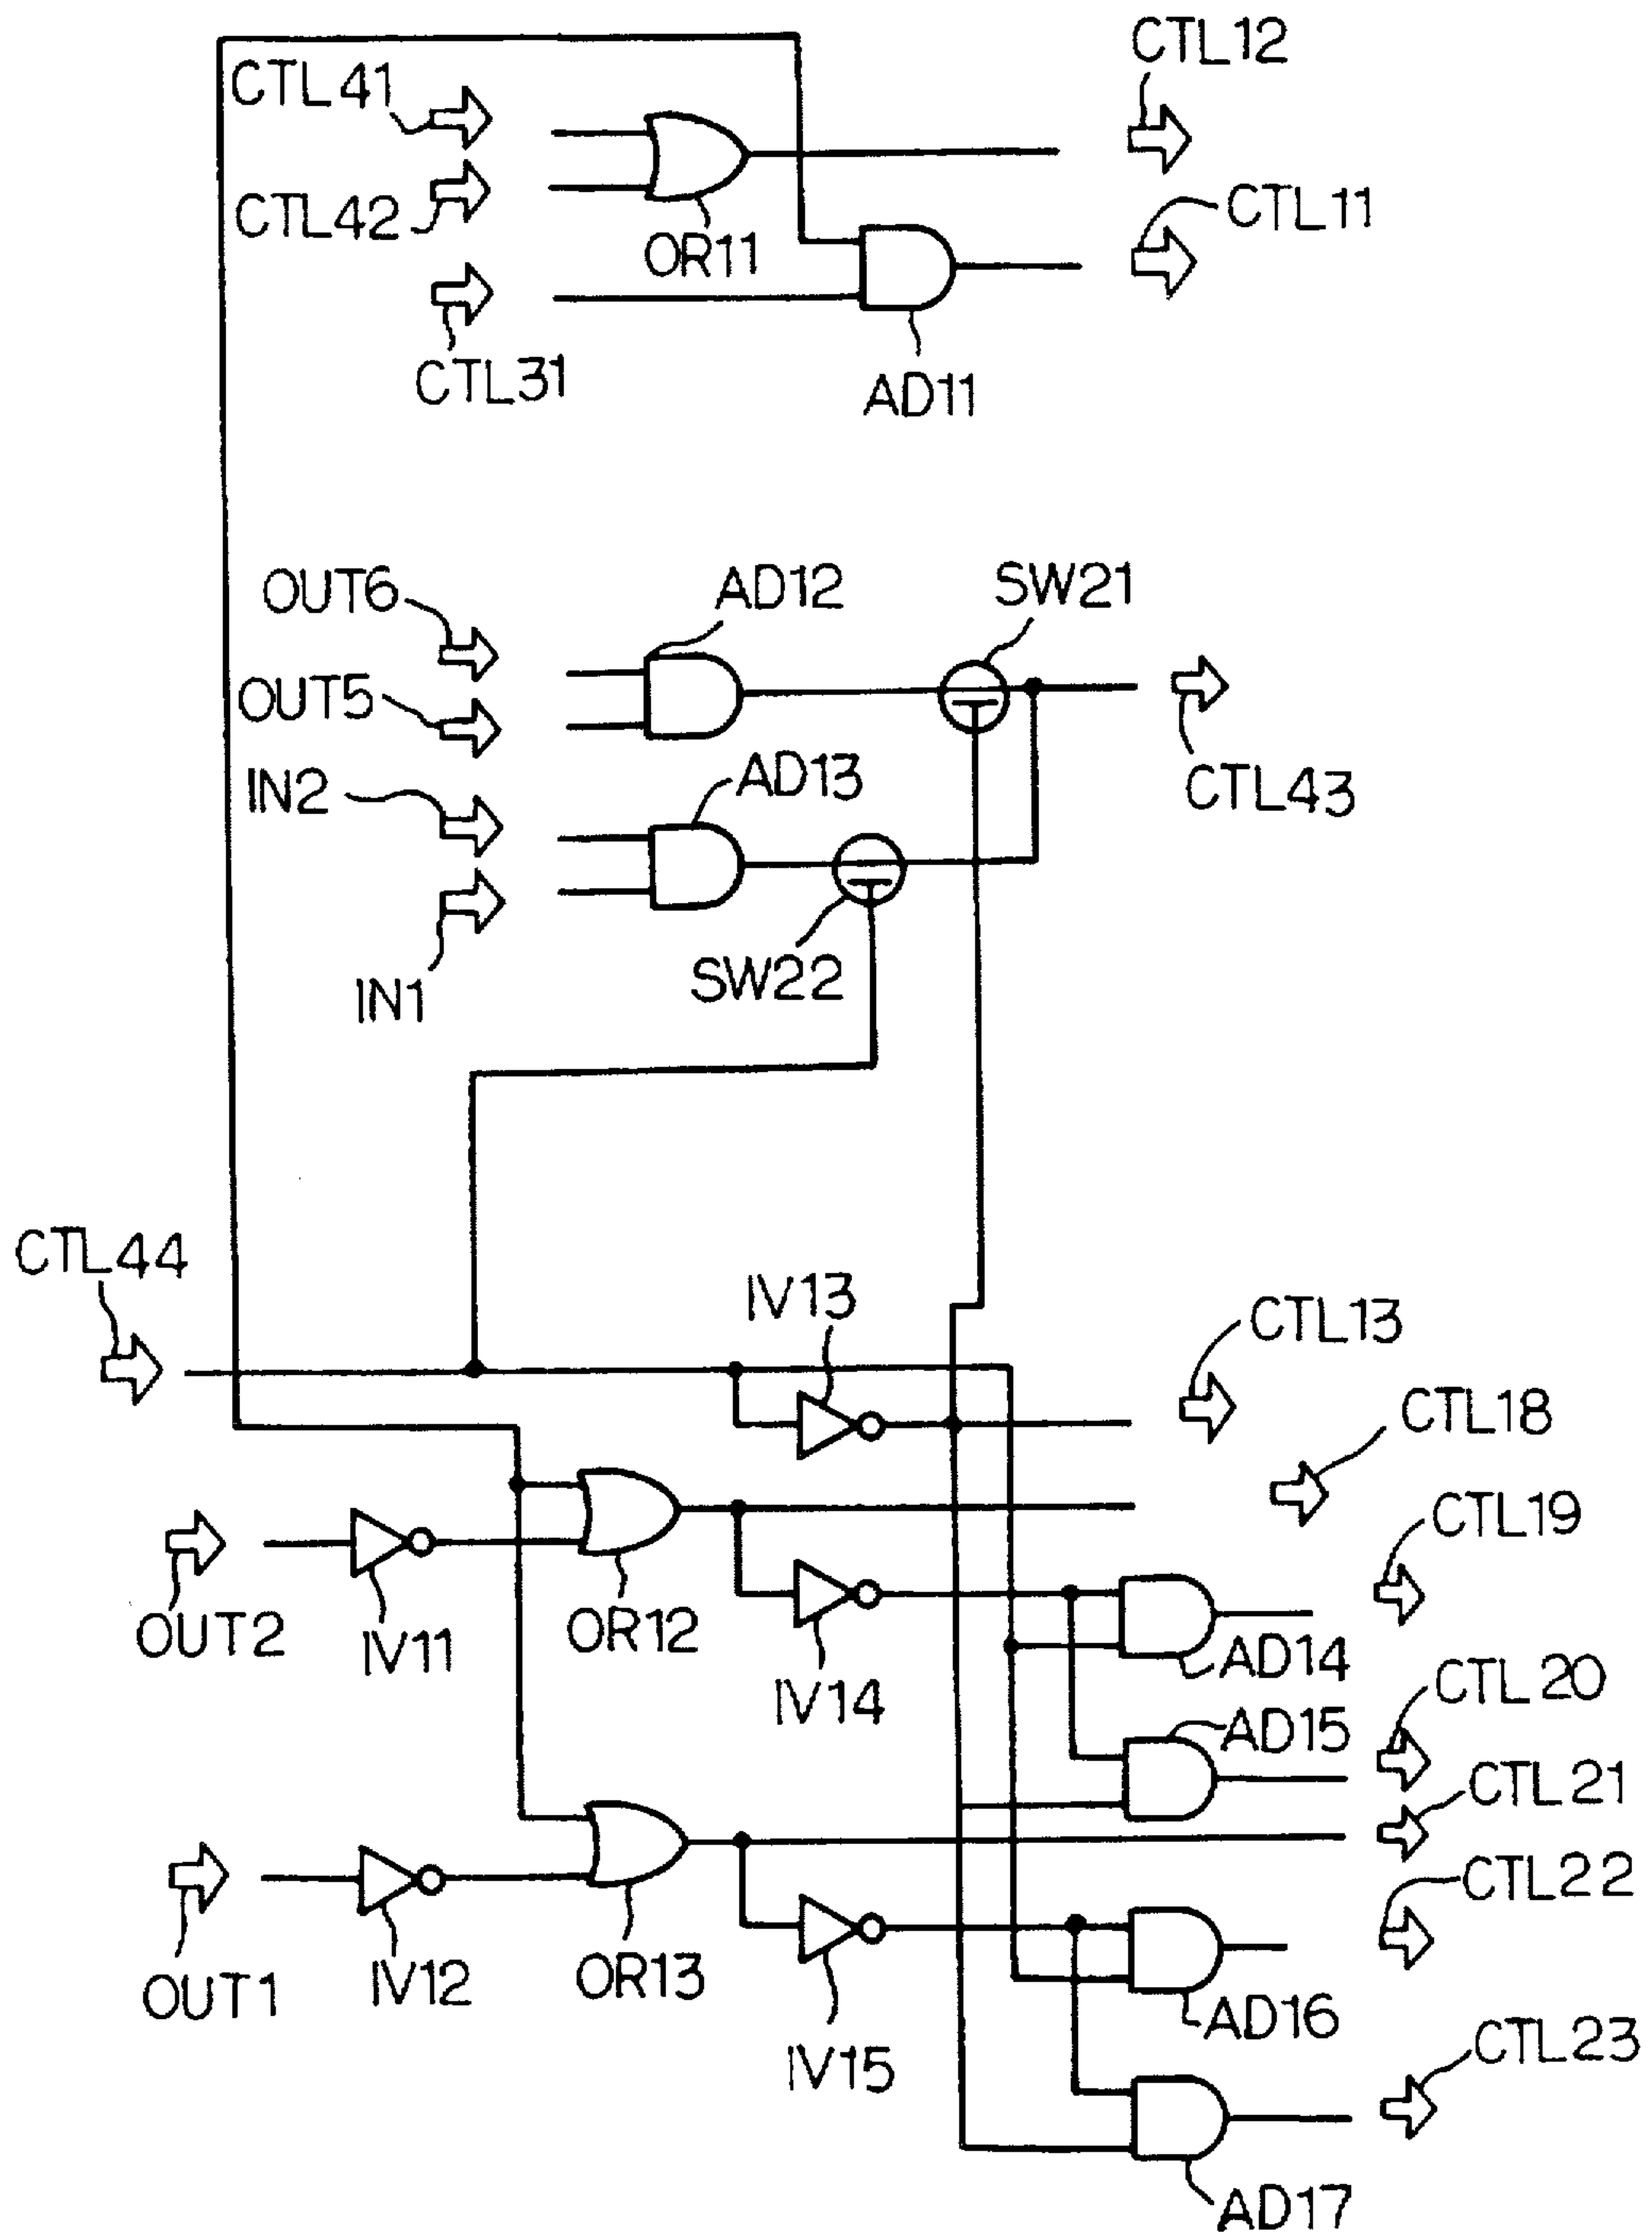 CTL12
CTL41
CTL42
OR11
CTL11
CTL31
AD11
OUT6
AD12
SW21
OUT5
IN2
AD13
CTL43
IN1
SW22
CTL44
IV13
CTL13
CTL18
CTL19
OUT2
IV11
OR12
IV14
AD14
CTL20
AD15
CTL21
CTL22
OUT1
IV12
OR13
IV15
AD16
CTL23
AD17